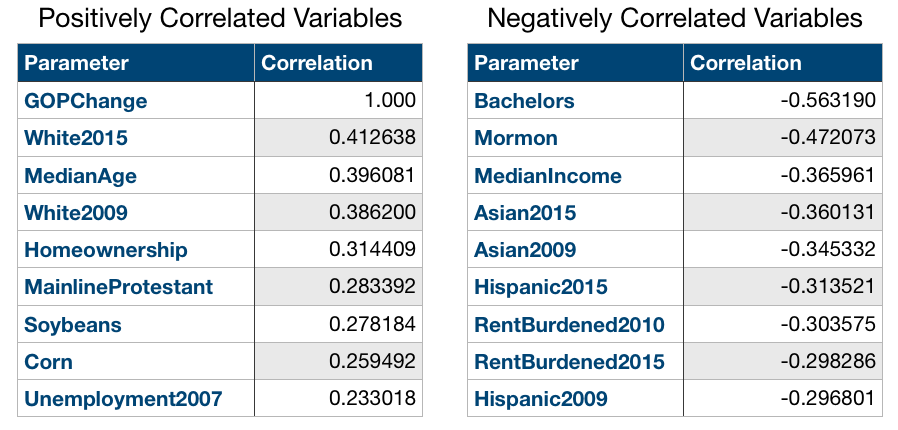 Positively Correlated Variables
Parameter Correlation
GOPChange 1.000
White2015 0.412638
MedianAge 0.396081
White2009 0.386200
Homeownership 0.314409
MainlineProtestant 0.283392
Soybeans 0.278184
Corn 0.259492
Unemployment2007 0.233018
Negatively Correlated Variables
Parameter Correlation
Bachelors -0.563190
Mormon -0.472073
MedianIncome -0.365961
Asian2015 -0.360131
Asian2009 -0.345332
Hispanic2015 -0.313521
RentBurdened2010 -0.303575
RentBurdened2015 -0.298286
Hispanic2009 -0.296801